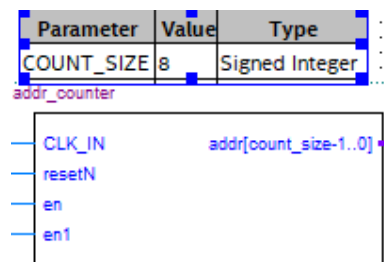 Parameter Value Type
COUNT_SIZE 8 Signed Integer
addr_counter
CLK_IN addr[count_size-1..0]
resetN
en
en1